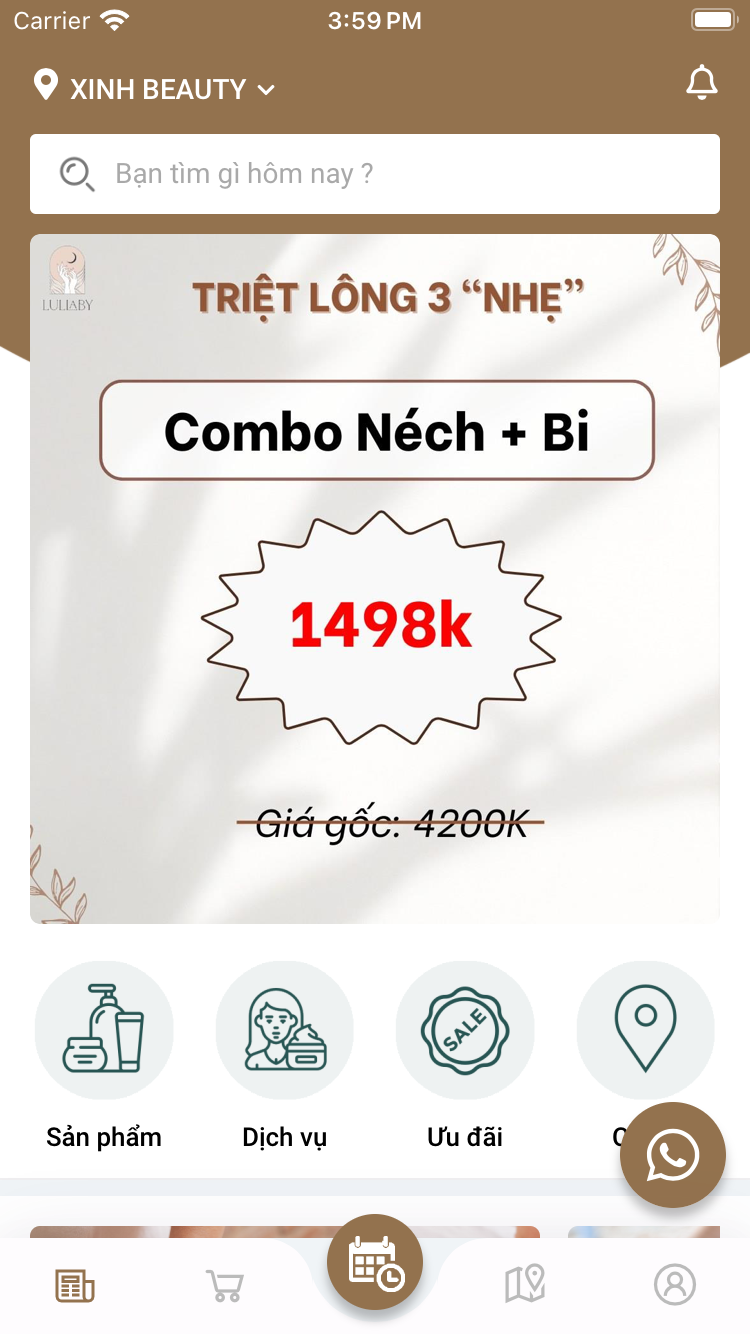 Carrier 3:59 PM
XINH BEAUTY
Bạn tìm gì hôm nay ?
LULIABY
TRIỆT LÔNG 3 “NHẸ”
Combo Néch + Bi
1498k
Giá gốc: 4200K
SALE
Sản phẩm Dịch vụ Ưu đãi